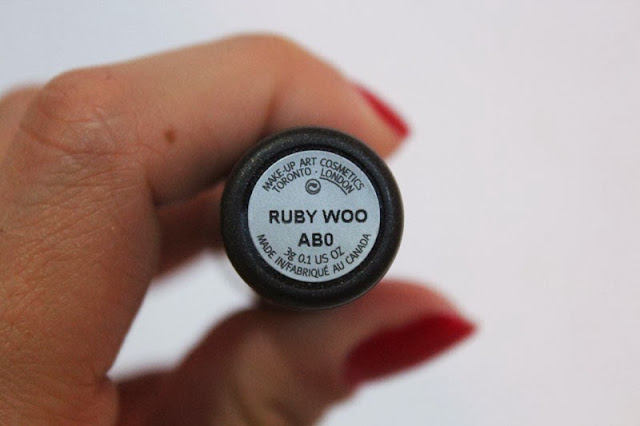 MAKE-UP ART COSMETICS
TORONTO - LONDON
RUBY WOO
AB0
3g 0.1 US OZ
MADE IN/FABRIQUÉ AU CANADA